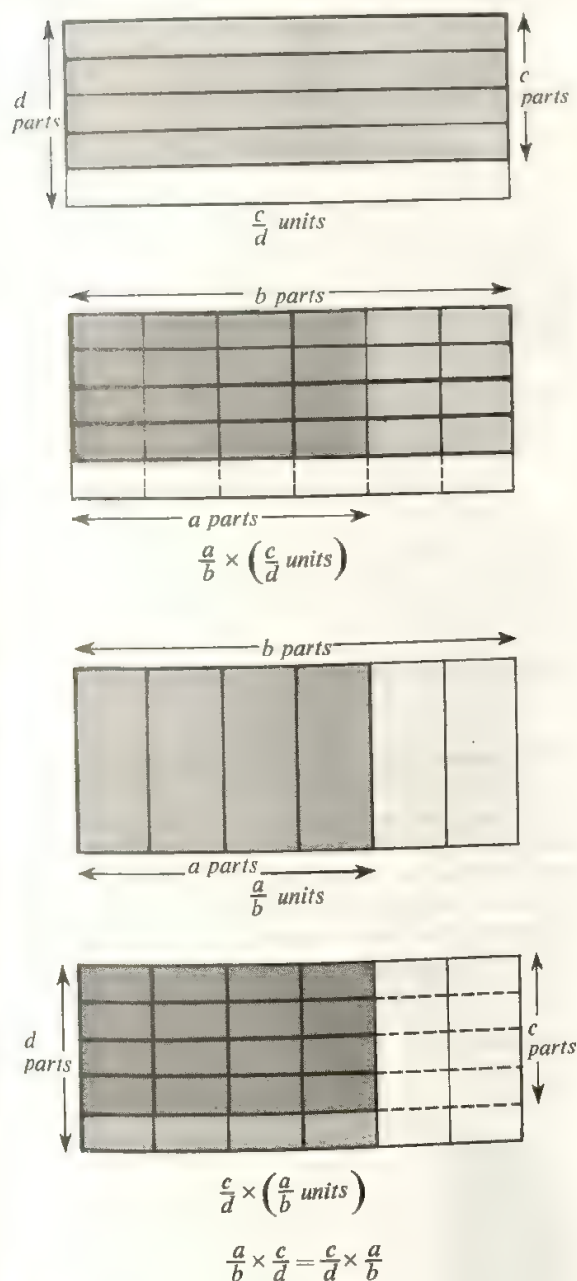 d
parts
c
parts
c/d units
b parts
a parts
a/b × (c/d units)
b parts
a parts
a/b units
d
parts
c
parts
c/d × (a/b units)
a/b × c/d = c/d × a/b